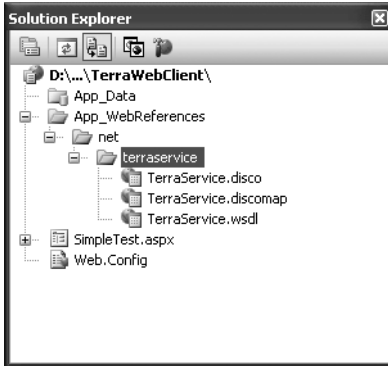 Solution Explorer
D:\...\TerraWebClient\
App_Data
App_WebReferences
net
terraservice
TerraService.disco
TerraService.discomap
TerraService.wsdl
SimpleTest.aspx
Web.Config